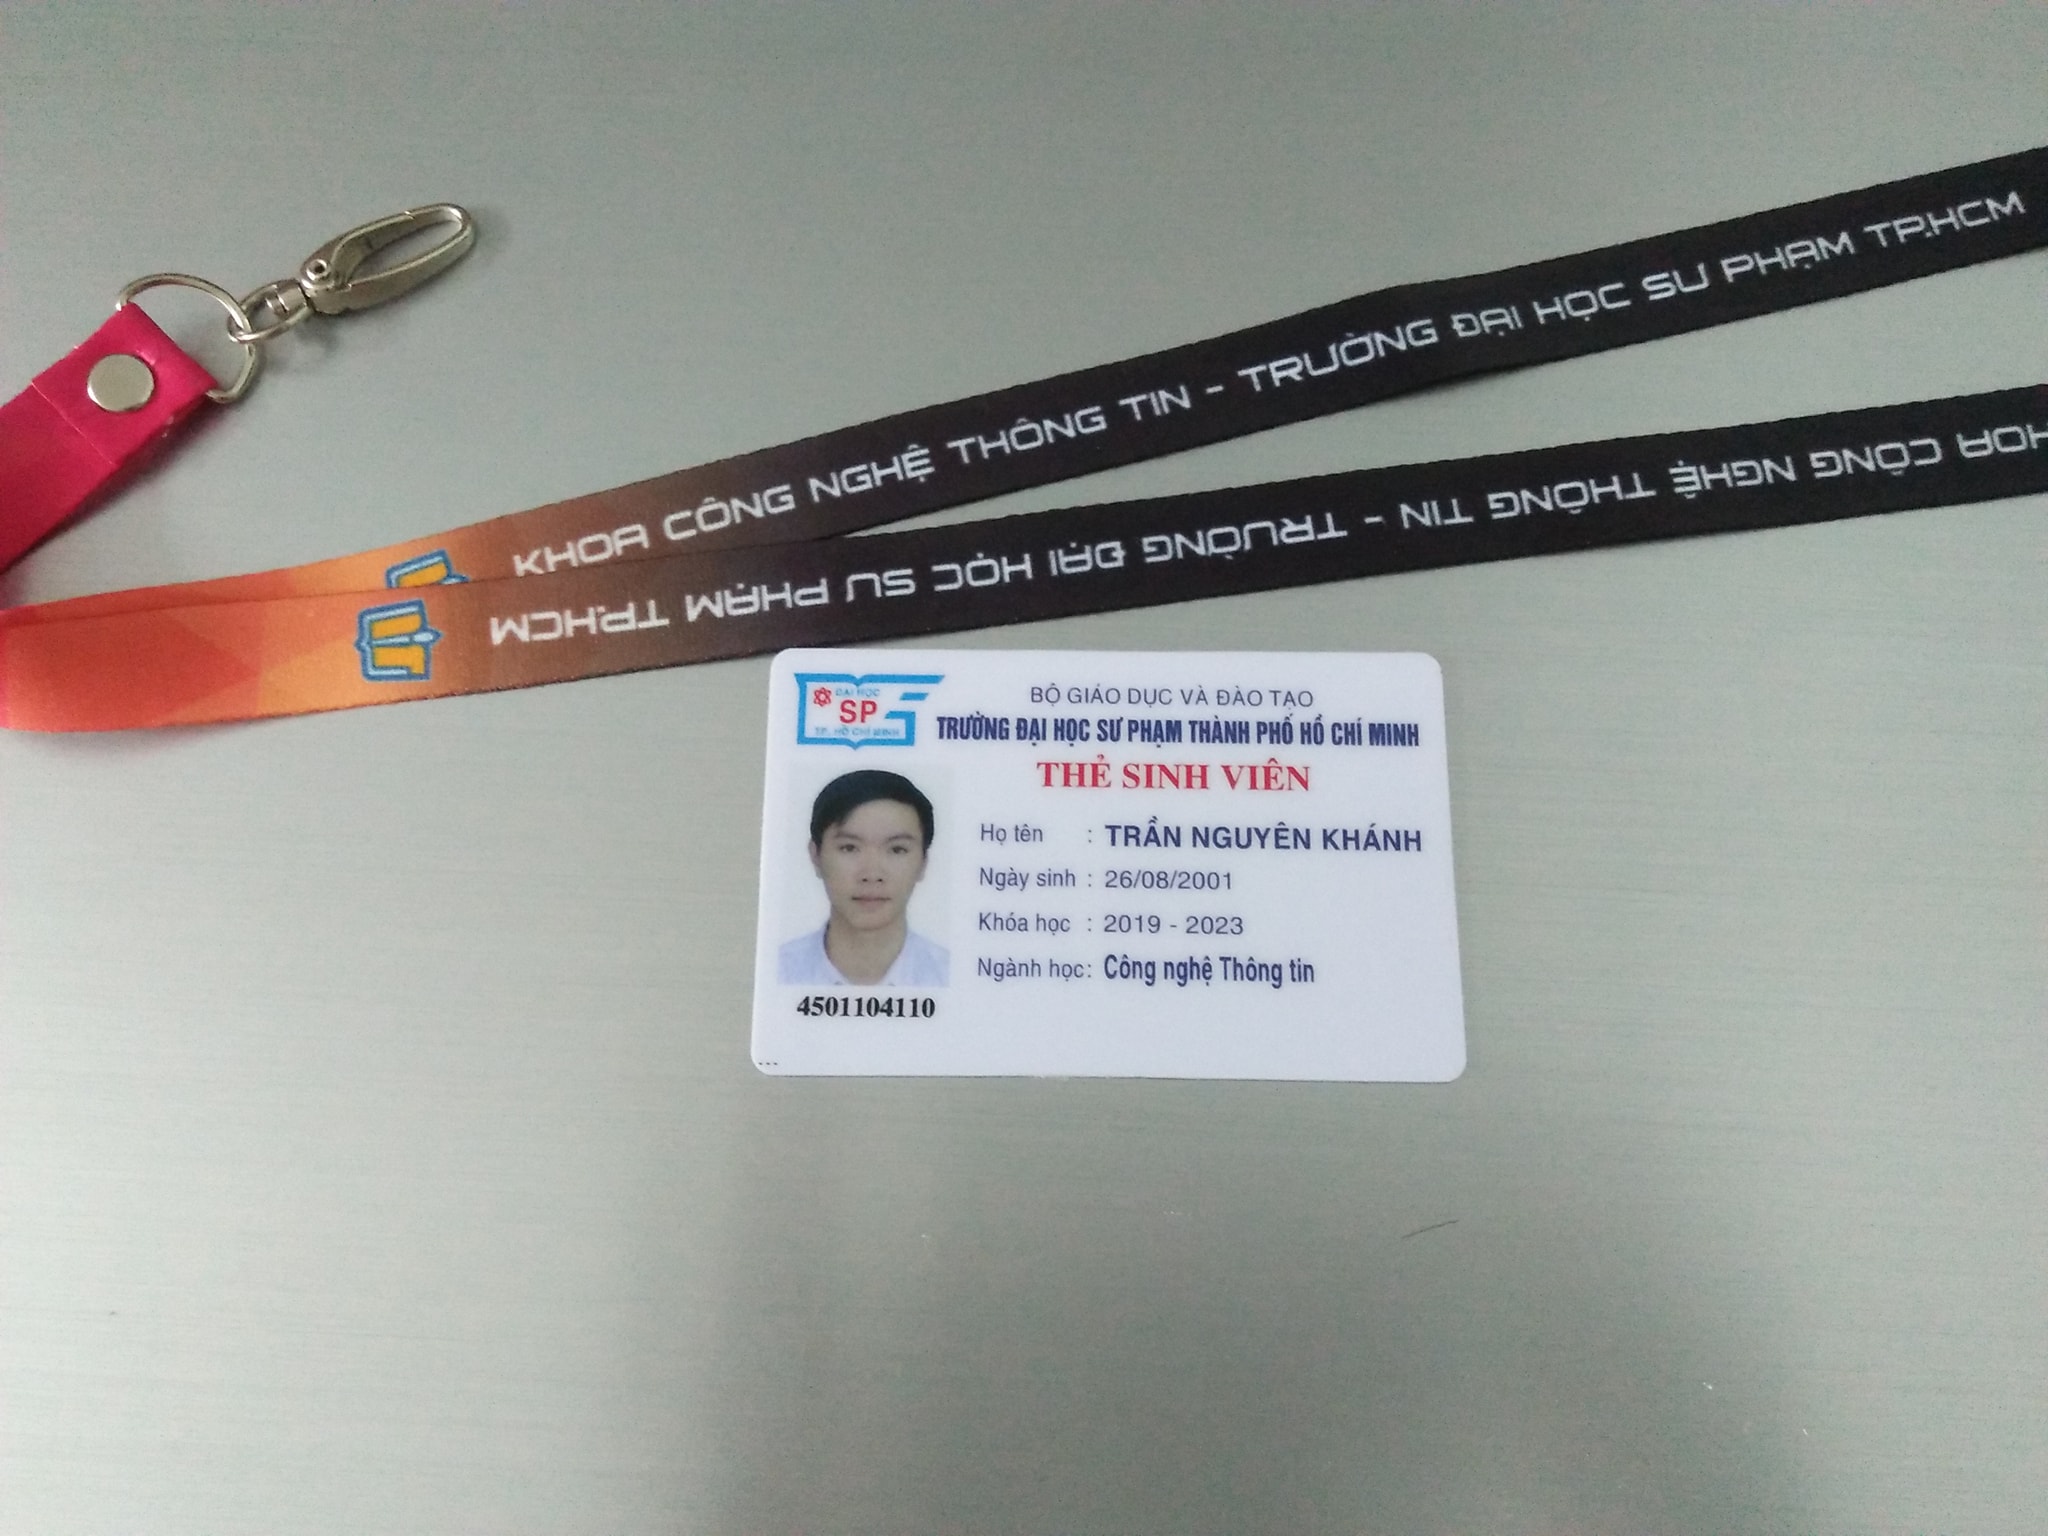 KHOA CÔNG NGHỆ THÔNG TIN - TRƯỜNG ĐẠI HỌC SƯ PHẠM TP.HCM
HOA CÔNG NGHỆ THÔNG TIN - TRƯỜNG ĐẠI HỌC SƯ PHẠM TP.HCM
ĐẠI HỌC
SP
TP. HỒ CHÍ MINH
BỘ GIÁO DỤC VÀ ĐÀO TẠO
TRƯỜNG ĐẠI HỌC SƯ PHẠM THÀNH PHỐ HỒ CHÍ MINH
THẺ SINH VIÊN
Họ tên : TRẦN NGUYÊN KHÁNH
Ngày sinh : 26/08/2001
Khóa học : 2019 - 2023
Ngành học: Công nghệ Thông tin
4501104110
...